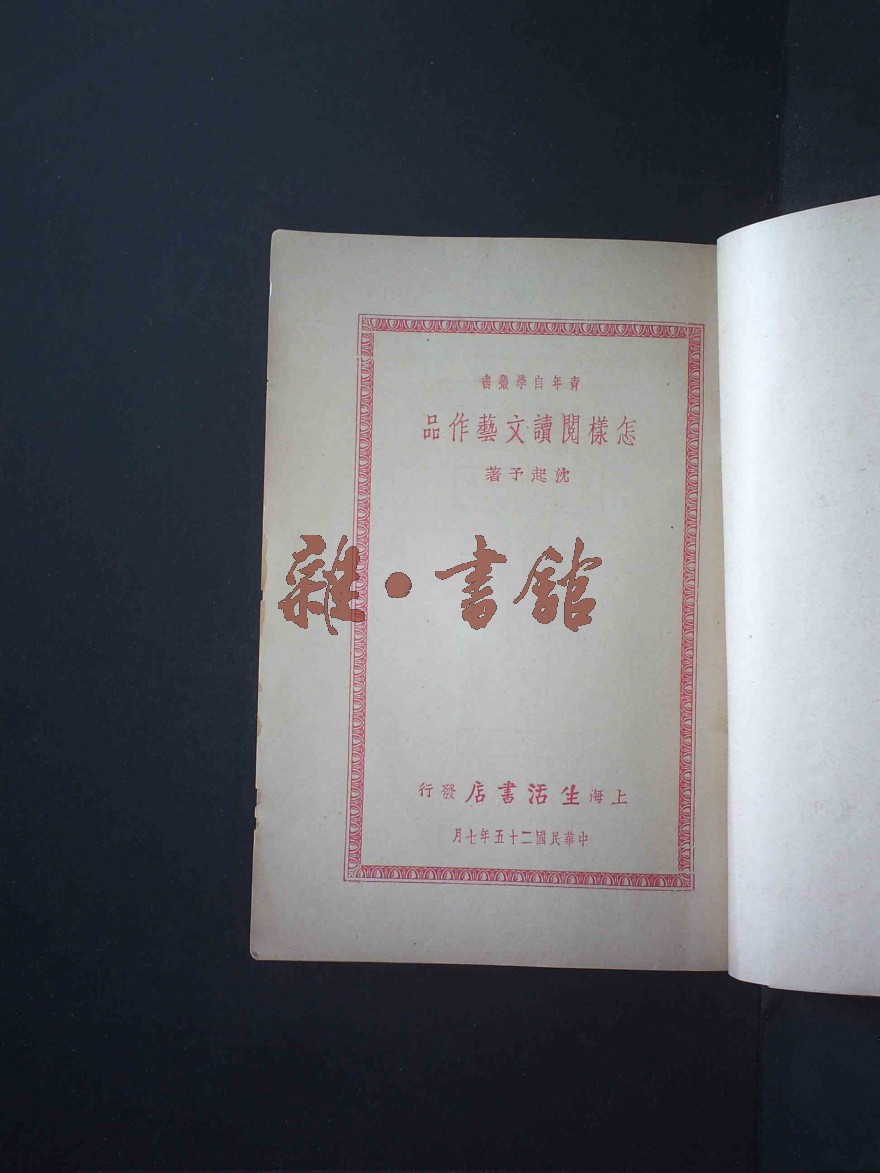 青年自學叢書
怎樣閱讀文藝作品
沈起予著
雜•書館
上海生活書店發行
中華民國二十五年七月